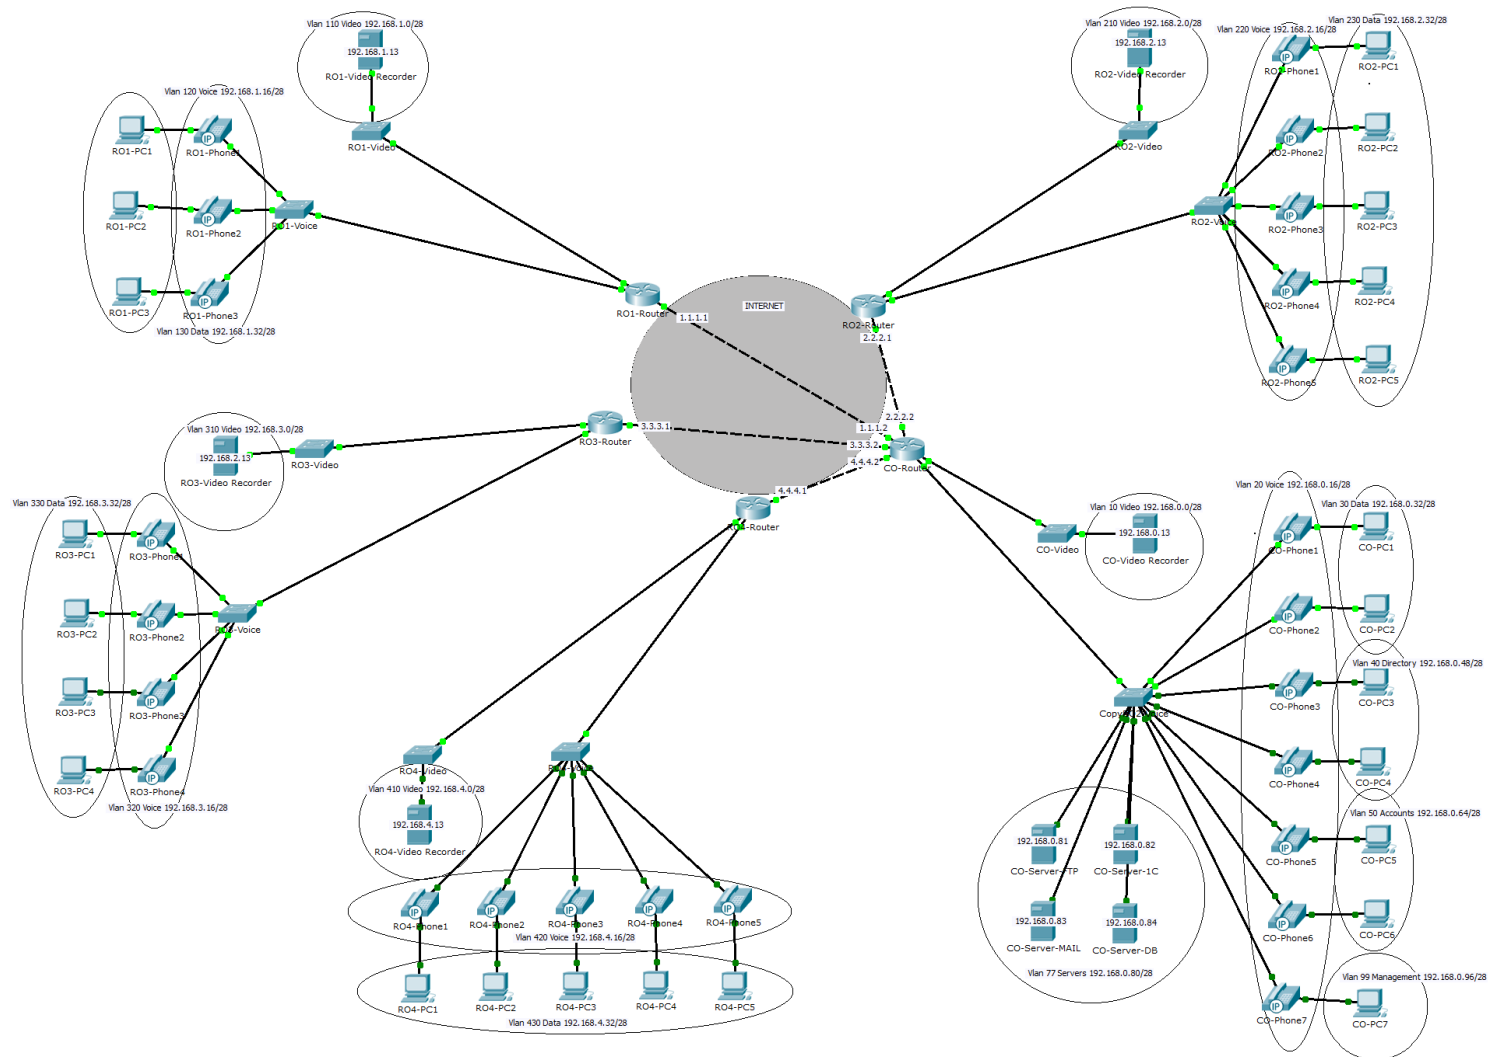 Vlan 110 Video 192.168.1.0/28
192.168.1.13
RO1-Video Recorder
RO1-Video
Vlan 120 Voice 192.168.1.16/28
RO1-PC1
RO1-Phone1
RO1-PC2
RO1-Phone2
RO1-Voice
RO1-PC3
RO1-Phone3
Vlan 130 Data 192.168.1.32/28
Vlan 210 Video 192.168.2.0/28
192.168.2.13
RO2-Video Recorder
RO2-Video
Vlan 220 Voice 192.168.2.16/28
Vlan 230 Data 192.168.2.32/28
RO2-Phone1
RO2-PC1
RO2-Phone2
RO2-PC2
RO2-Voice
RO2-Phone3
RO2-PC3
RO2-Phone4
RO2-PC4
RO2-Phone5
RO2-PC5
INTERNET
RO1-Router
1.1.1.1
RO2-Router
2.2.2.1
2.2.2.2
1.1.1.2
RO3-Router
3.3.3.1
3.3.3.2
4.4.4.2
CO-Router
4.4.4.1
RO4-Router
Vlan 310 Video 192.168.3.0/28
192.168.2.13
RO3-Video Recorder
RO3-Video
Vlan 330 Data 192.168.3.32/28
RO3-PC1
RO3-Phone1
RO3-PC2
RO3-Phone2
RO3-Voice
RO3-PC3
RO3-Phone3
RO3-PC4
RO3-Phone4
Vlan 320 Voice 192.168.3.16/28
RO4-Video
Vlan 410 Video 192.168.4.0/28
192.168.4.13
RO4-Video Recorder
RO4-Voice
RO4-Phone1
RO4-Phone2
RO4-Phone3
RO4-Phone4
RO4-Phone5
Vlan 420 Voice 192.168.4.16/28
RO4-PC1
RO4-PC2
RO4-PC3
RO4-PC4
RO4-PC5
Vlan 430 Data 192.168.4.32/28
Vlan 10 Video 192.168.0.0/28
192.168.0.13
CO-Video
CO-Video Recorder
Vlan 20 Voice 192.168.0.16/28
Vlan 30 Data 192.168.0.32/28
CO-Phone1
CO-PC1
CO-Phone2
CO-PC2
Vlan 40 Directory 192.168.0.48/28
CO-Phone3
CO-PC3
CO-Phone4
CO-PC4
Vlan 50 Accounts 192.168.0.64/28
CO-Phone5
CO-PC5
CO-Phone6
CO-PC6
Vlan 99 Management 192.168.0.96/28
CO-Phone7
CO-PC7
192.168.0.81
CO-Server-FTP
192.168.0.82
CO-Server-1C
192.168.0.83
CO-Server-MAIL
192.168.0.84
CO-Server-DB
Vlan 77 Servers 192.168.0.80/28